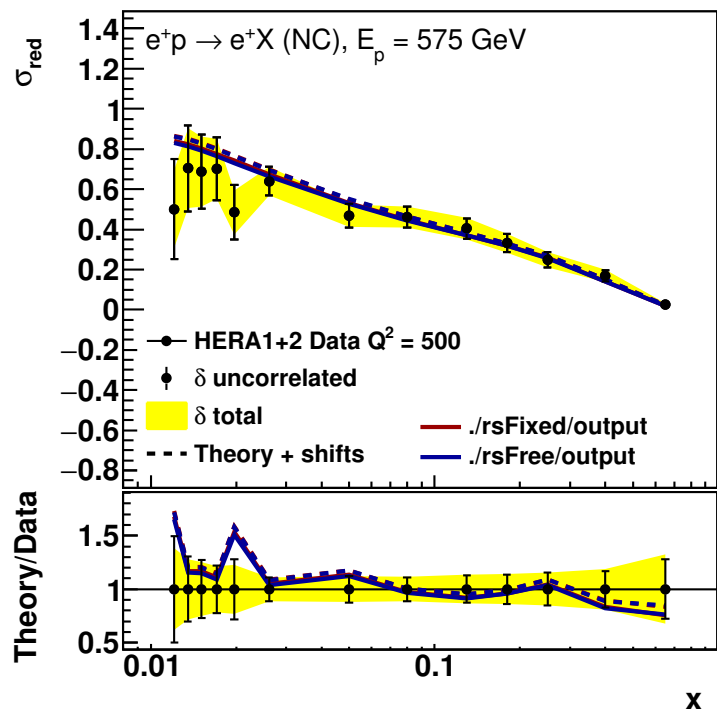 e⁺p → e⁺X (NC), E_p = 575 GeV
σ_red
1.4
1.2
1
0.8
0.6
0.4
0.2
0
−0.2
−0.4
−0.6
−0.8
HERA1+2 Data Q² = 500
δ uncorrelated
δ total
Theory + shifts
./rsFixed/output
./rsFree/output
Theory/Data
1.5
1
0.5
0.01
0.1
x